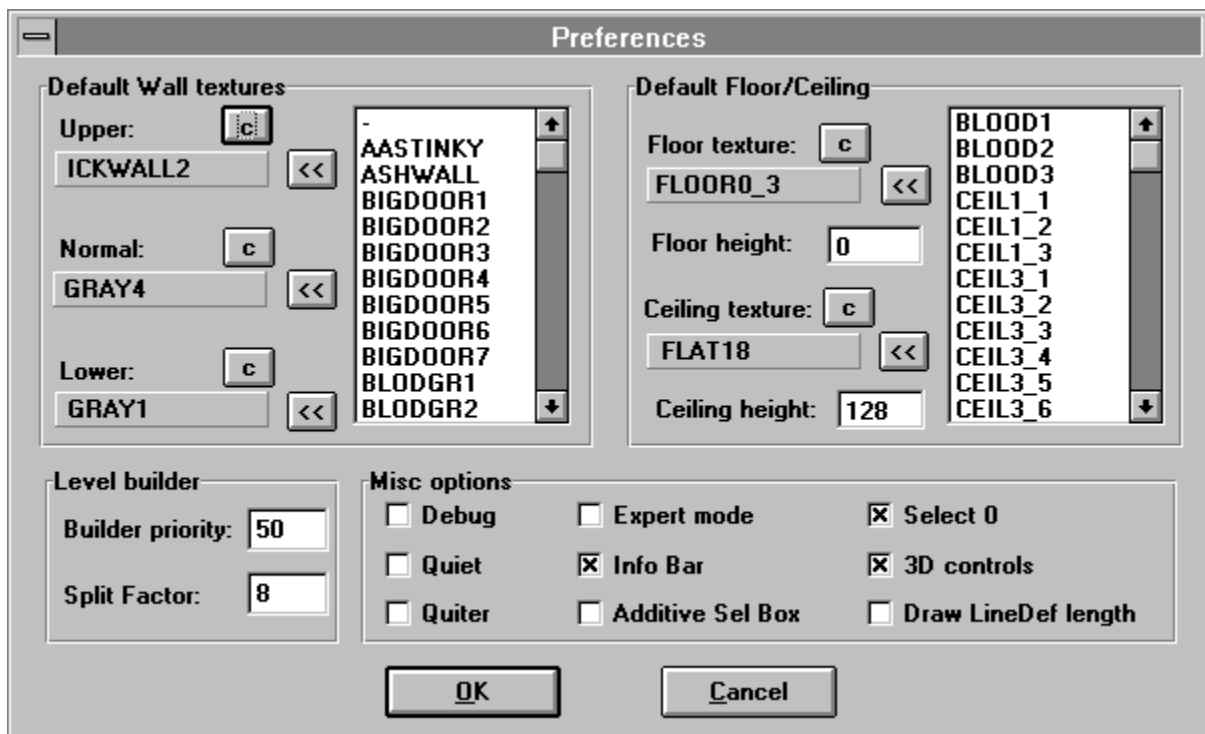 Preferences
Default Wall textures
Upper: c
ICKWALL2 <<
Normal: c
GRAY4 <<
Lower: c
GRAY1 <<
-
AASTINKY
ASHWALL
BIGDOOR1
BIGDOOR2
BIGDOOR3
BIGDOOR4
BIGDOOR5
BIGDOOR6
BIGDOOR7
BLODGR1
BLODGR2
Default Floor/Ceiling
Floor texture: c
FLOOR0_3 <<
Floor height: 0
Ceiling texture: c
FLAT18 <<
Ceiling height: 128
BLOOD1
BLOOD2
BLOOD3
CEIL1_1
CEIL1_2
CEIL1_3
CEIL3_1
CEIL3_2
CEIL3_3
CEIL3_4
CEIL3_5
CEIL3_6
Level builder
Builder priority: 50
Split Factor: 8
Misc options
Debug Expert mode Select 0
Quiet Info Bar 3D controls
Quiter Additive Sel Box Draw LineDef length
OK Cancel